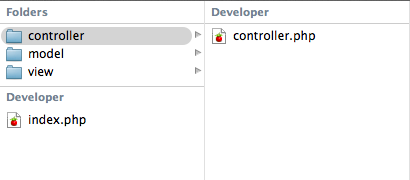 Folders
controller
model
view
Developer
index.php
Developer
controller.php